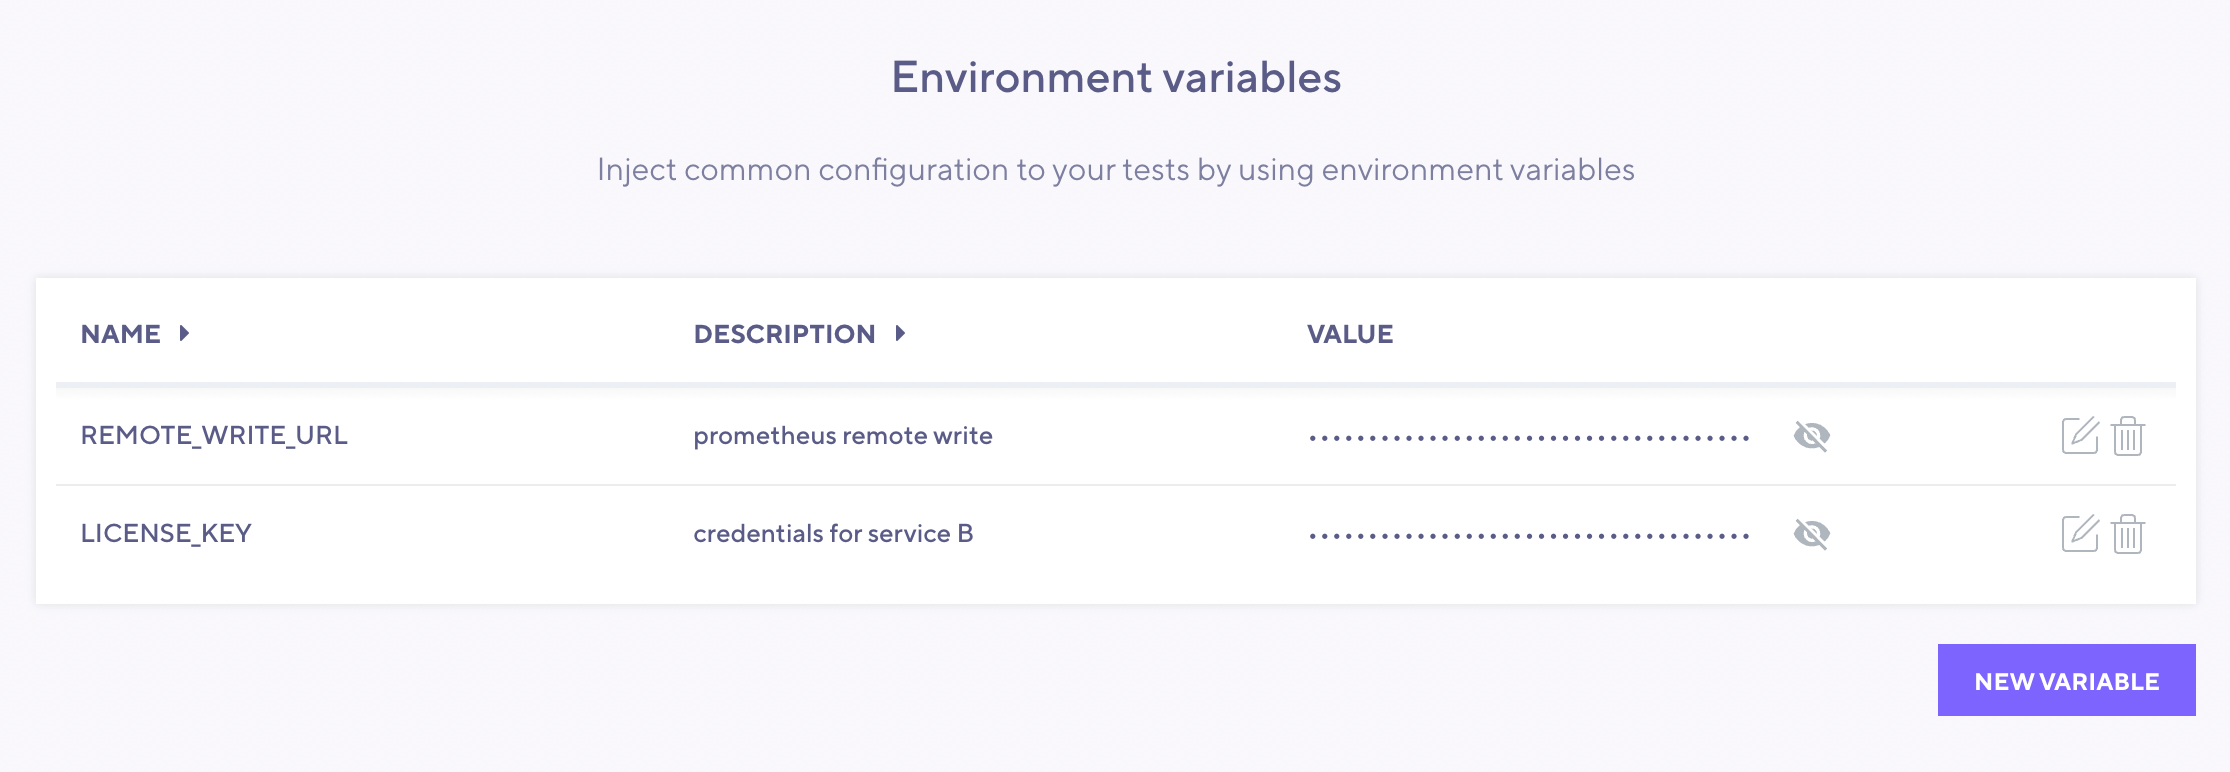 Environment variables
Inject common configuration to your tests by using environment variables
NAME DESCRIPTION VALUE
REMOTE_WRITE_URL prometheus remote write
LICENSE_KEY credentials for service B
NEW VARIABLE